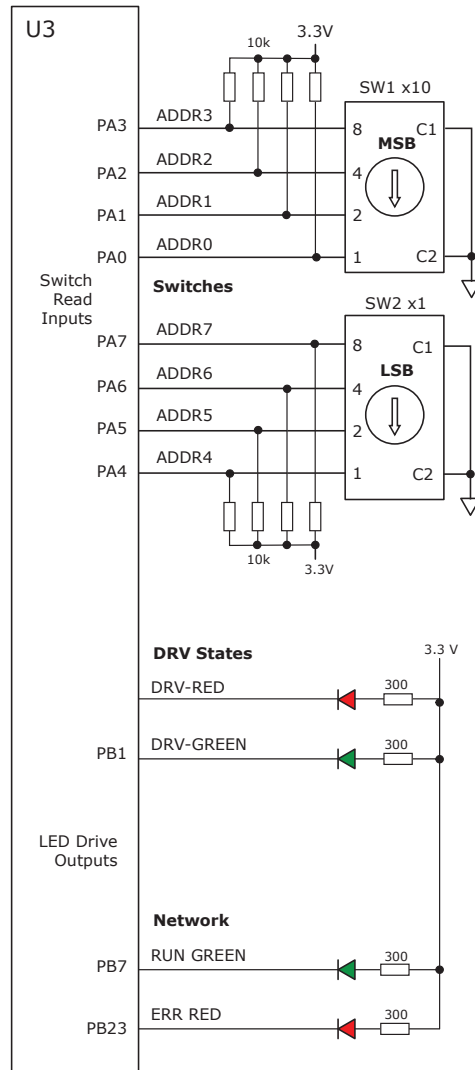 U3
10k
3.3V
SW1 x10
PA3
ADDR3
8
C1
MSB
PA2
ADDR2
4
PA1
ADDR1
2
PA0
ADDR0
1
C2
Switch
Read
Inputs
Switches
SW2 x1
PA7
ADDR7
8
C1
PA6
ADDR6
4
LSB
PA5
ADDR5
2
PA4
ADDR4
1
C2
10k
3.3V
DRV States
3.3 V
DRV-RED
300
PB1
DRV-GREEN
300
LED Drive
Outputs
Network
PB7
RUN GREEN
300
PB23
ERR RED
300